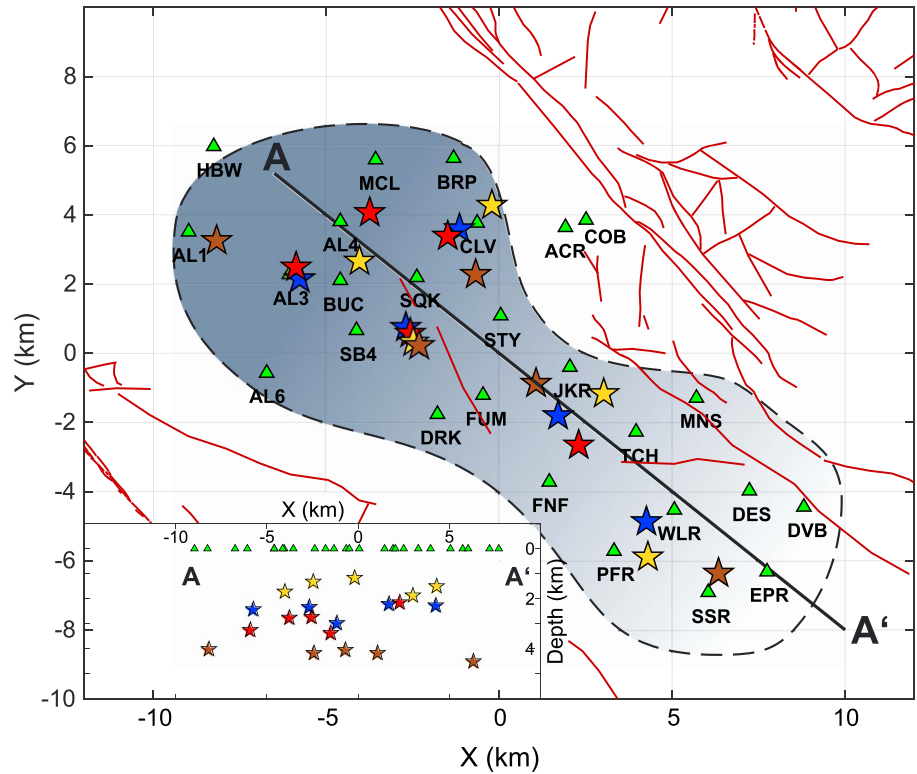 8
6
4
2
0
-2
-4
-6
-8
-10
Y (km)
HBW
A
MCL
BRP
AL1
AL4
CLV
ACR
COB
AL3
BUC
SQK
SB4
STY
AL6
JKR
FUM
DRK
MNS
TCH
FNF
DES
DVB
WLR
PFR
EPR
SSR
A‘
X (km)
-10
-5
0
5
A
A‘
0
2
4
Depth (km)
-10
-5
0
5
10
X (km)